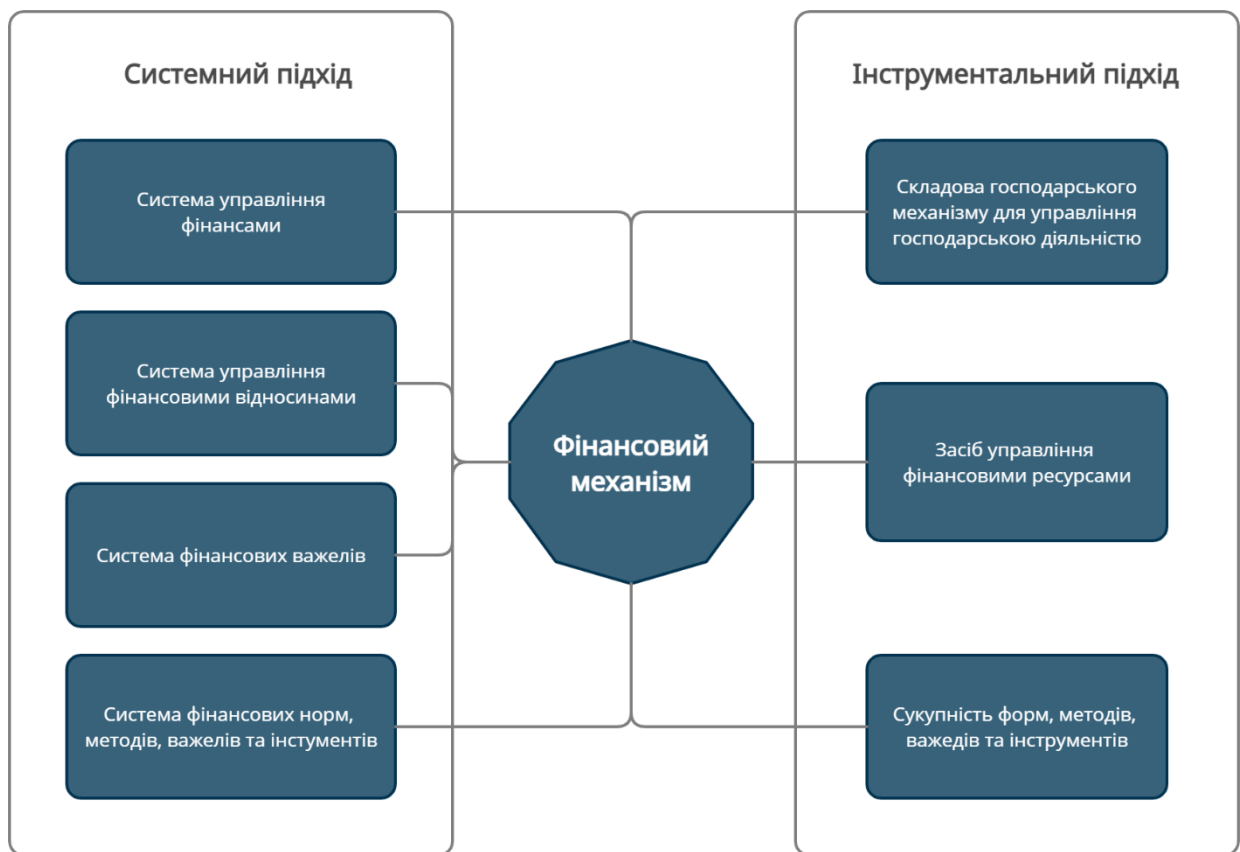 Системний підхід
Система управління
фінансами
Система управління
фінансовими відносинами
Система фінансових важелів
Система фінансових норм,
методів, важелів та інстументів
Фінансовий
механізм
Інструментальний підхід
Складова господарського
механізму для управління
господарською діяльністю
Засіб управління
фінансовими ресурсами
Сукупність форм, методів,
важедів та інструментів